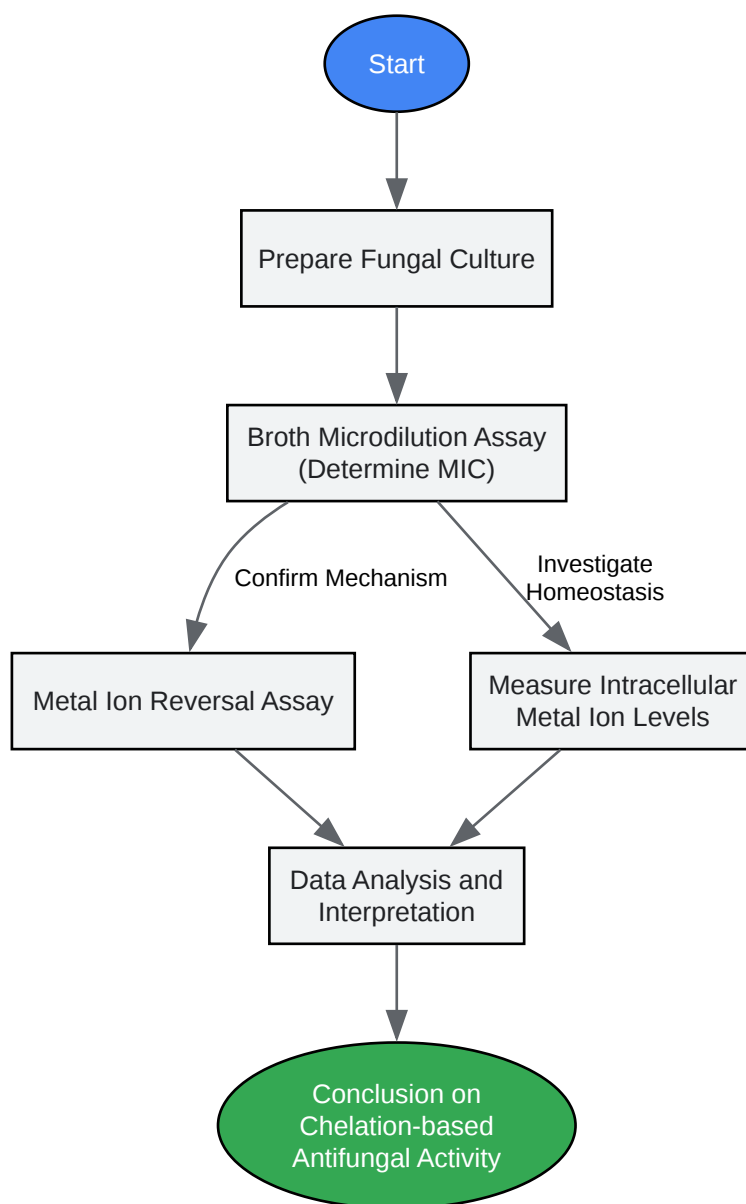 Start
Prepare Fungal Culture
Broth Microdilution Assay
(Determine MIC)
Confirm Mechanism
Investigate
Homeostasis
Metal Ion Reversal Assay
Measure Intracellular
Metal Ion Levels
Data Analysis and
Interpretation
Conclusion on
Chelation-based
Antifungal Activity